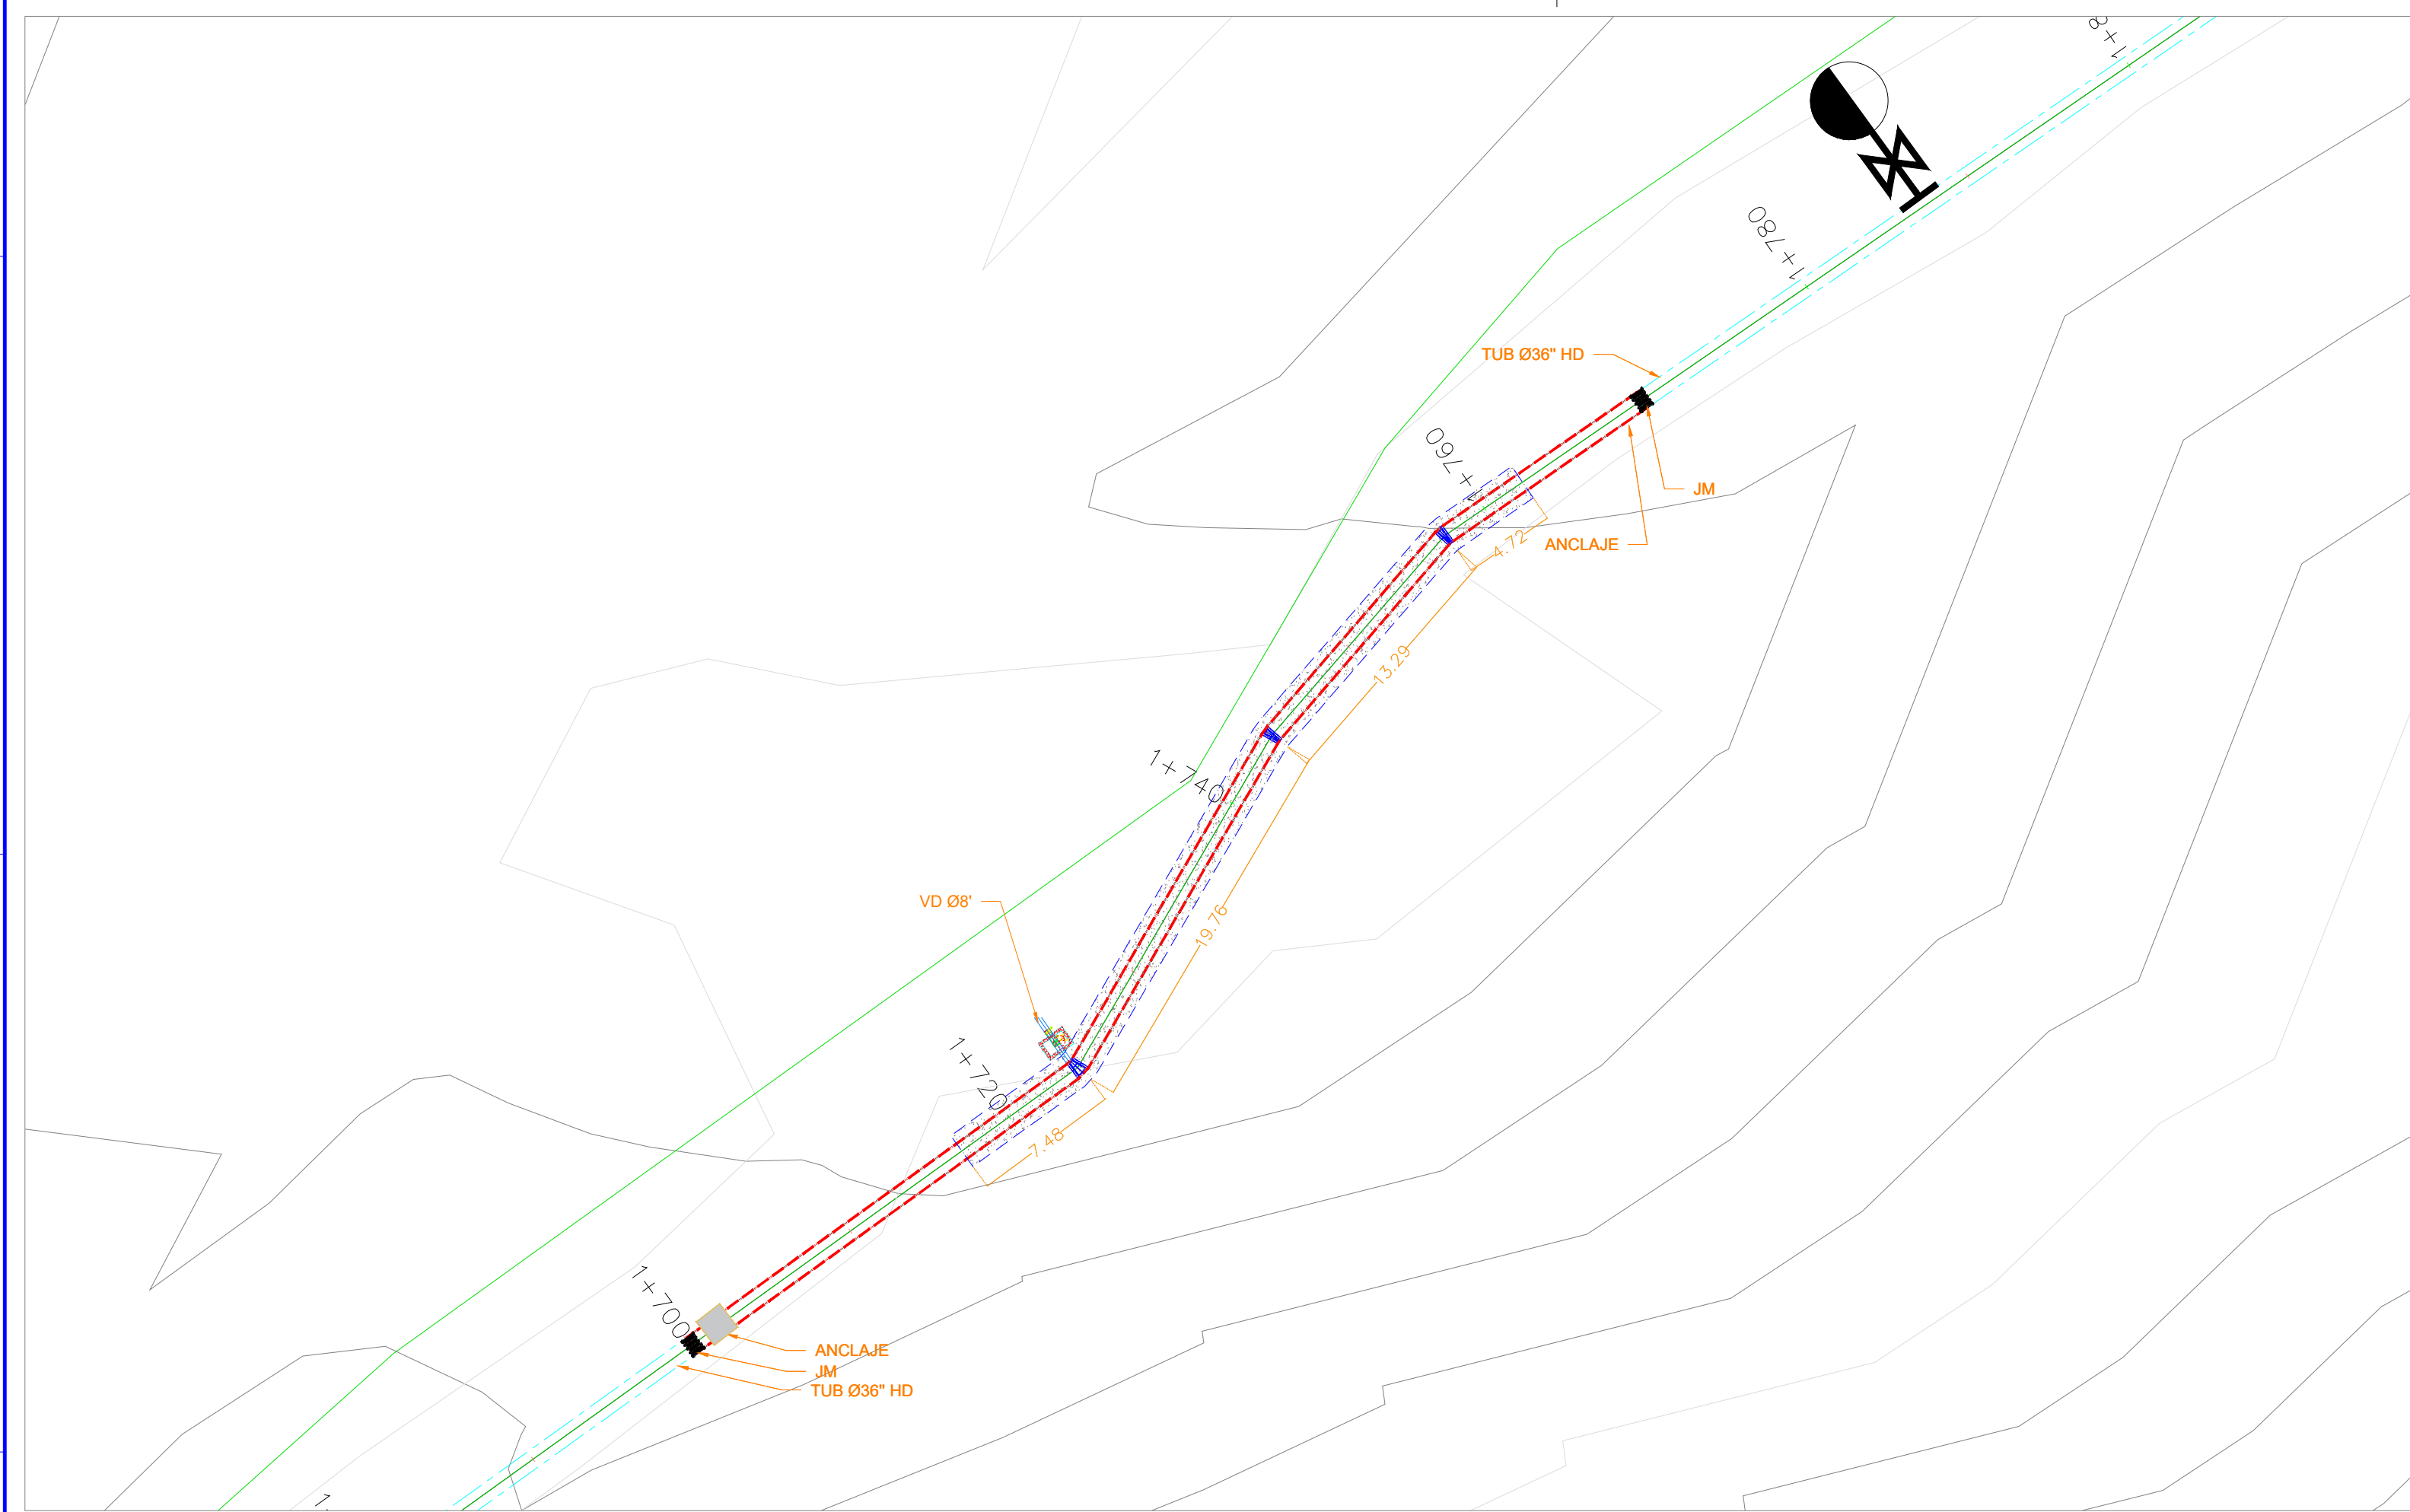 1+780
TUB Ø36" HD
1+760
JM
4.72
ANCLAJE
13.29
1+740
VD Ø8'
19.76
1+720
7.48
1+700
ANCLAJE
JM
TUB Ø36" HD